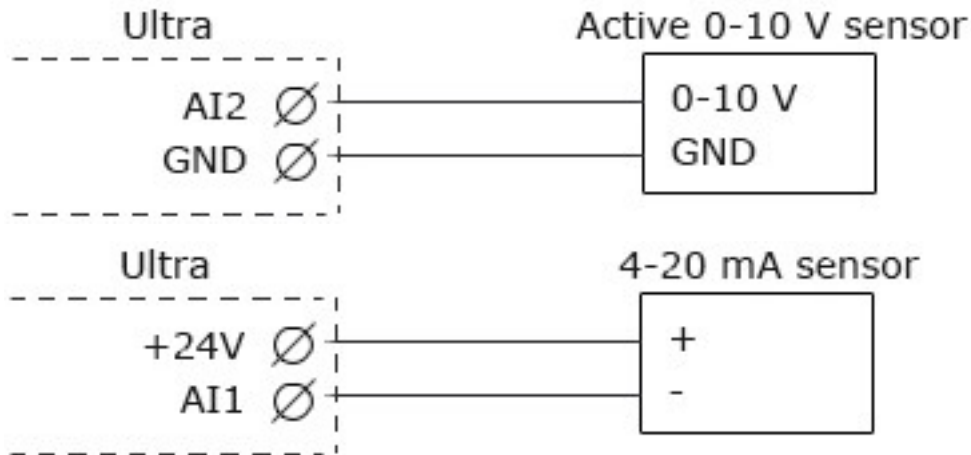 Ultra
Active 0-10 V sensor
AI2
0-10 V
GND
GND
Ultra
4-20 mA sensor
+24V
+
AI1
-